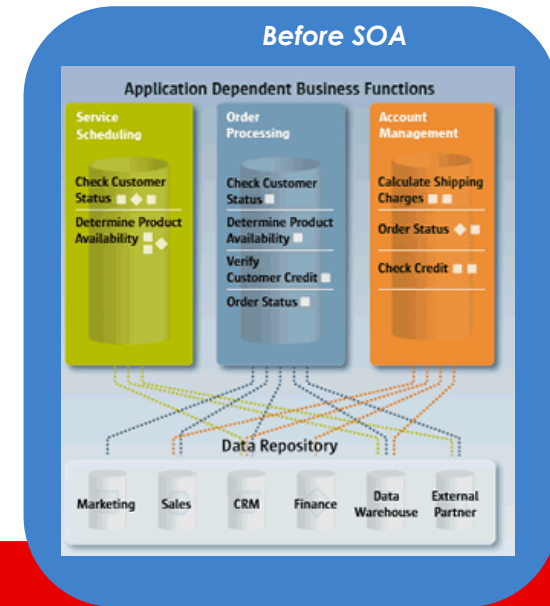 Before SOA
Application Dependent Business Functions
Service
Scheduling
Check Customer
Status
Determine Product
Availability
Order
Processing
Check Customer
Status
Determine Product
Availability
Verify
Customer Credit
Order Status
Account
Management
Calculate Shipping
Charges
Order Status
Check Credit
Data Repository
Marketing
Sales
CRM
Finance
Data
Warehouse
External
Partner